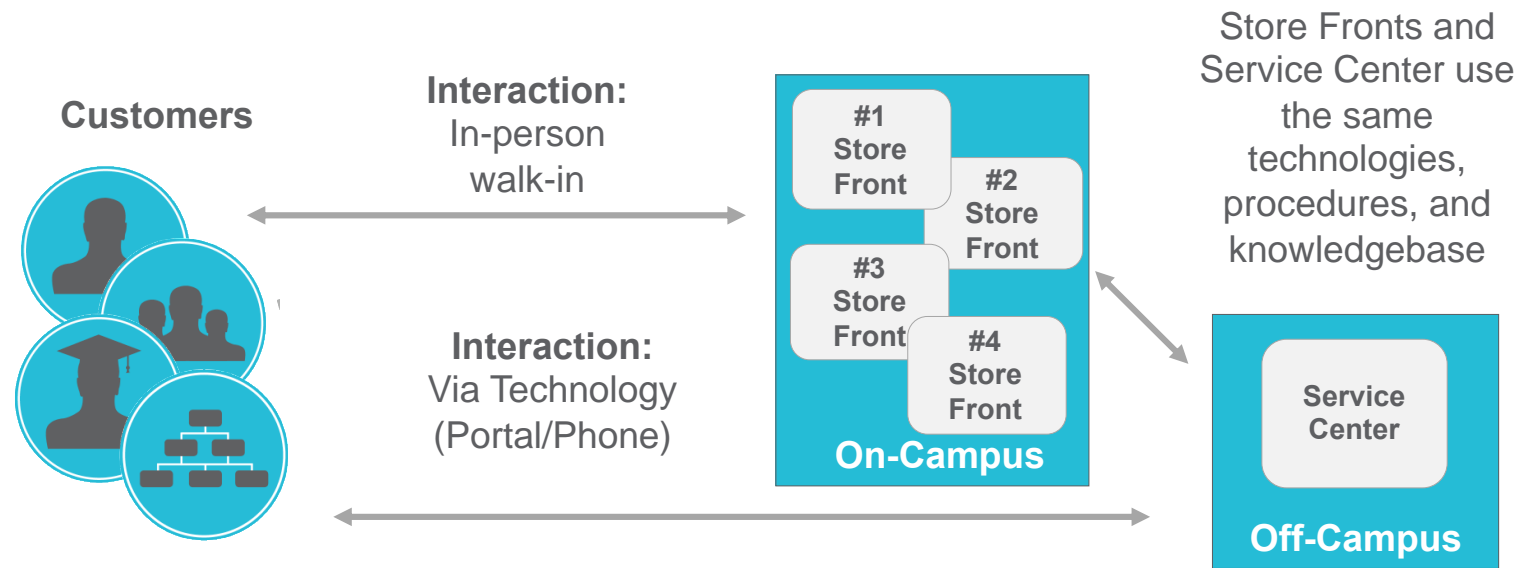 Customers
Interaction:
In-person
walk-in
Interaction:
Via Technology
(Portal/Phone)
#1
Store
Front
#2
Store
Front
#3
Store
Front
#4
Store
Front
On-Campus
Store Fronts and
Service Center use
the same
technologies,
procedures, and
knowledgebase
Service
Center
Off-Campus